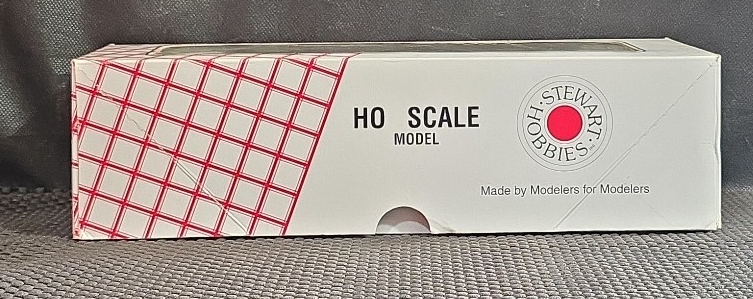 HO SCALE
MODEL
STEWART · HOBBIES ·
Made by Modelers for Modelers